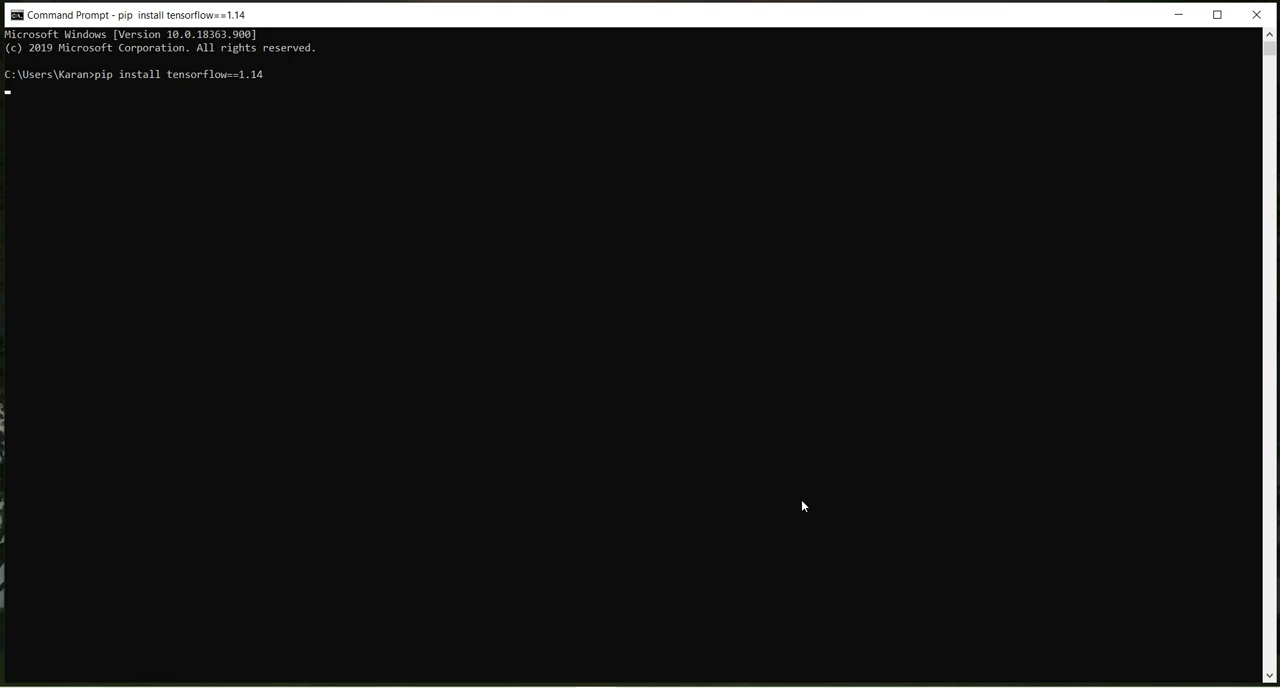 Command Prompt - pip  install tensorflow==1.14
Microsoft Windows [Version 10.0.18363.900]
(c) 2019 Microsoft Corporation. All rights reserved.
C:\Users\Karan>pip install tensorflow==1.14